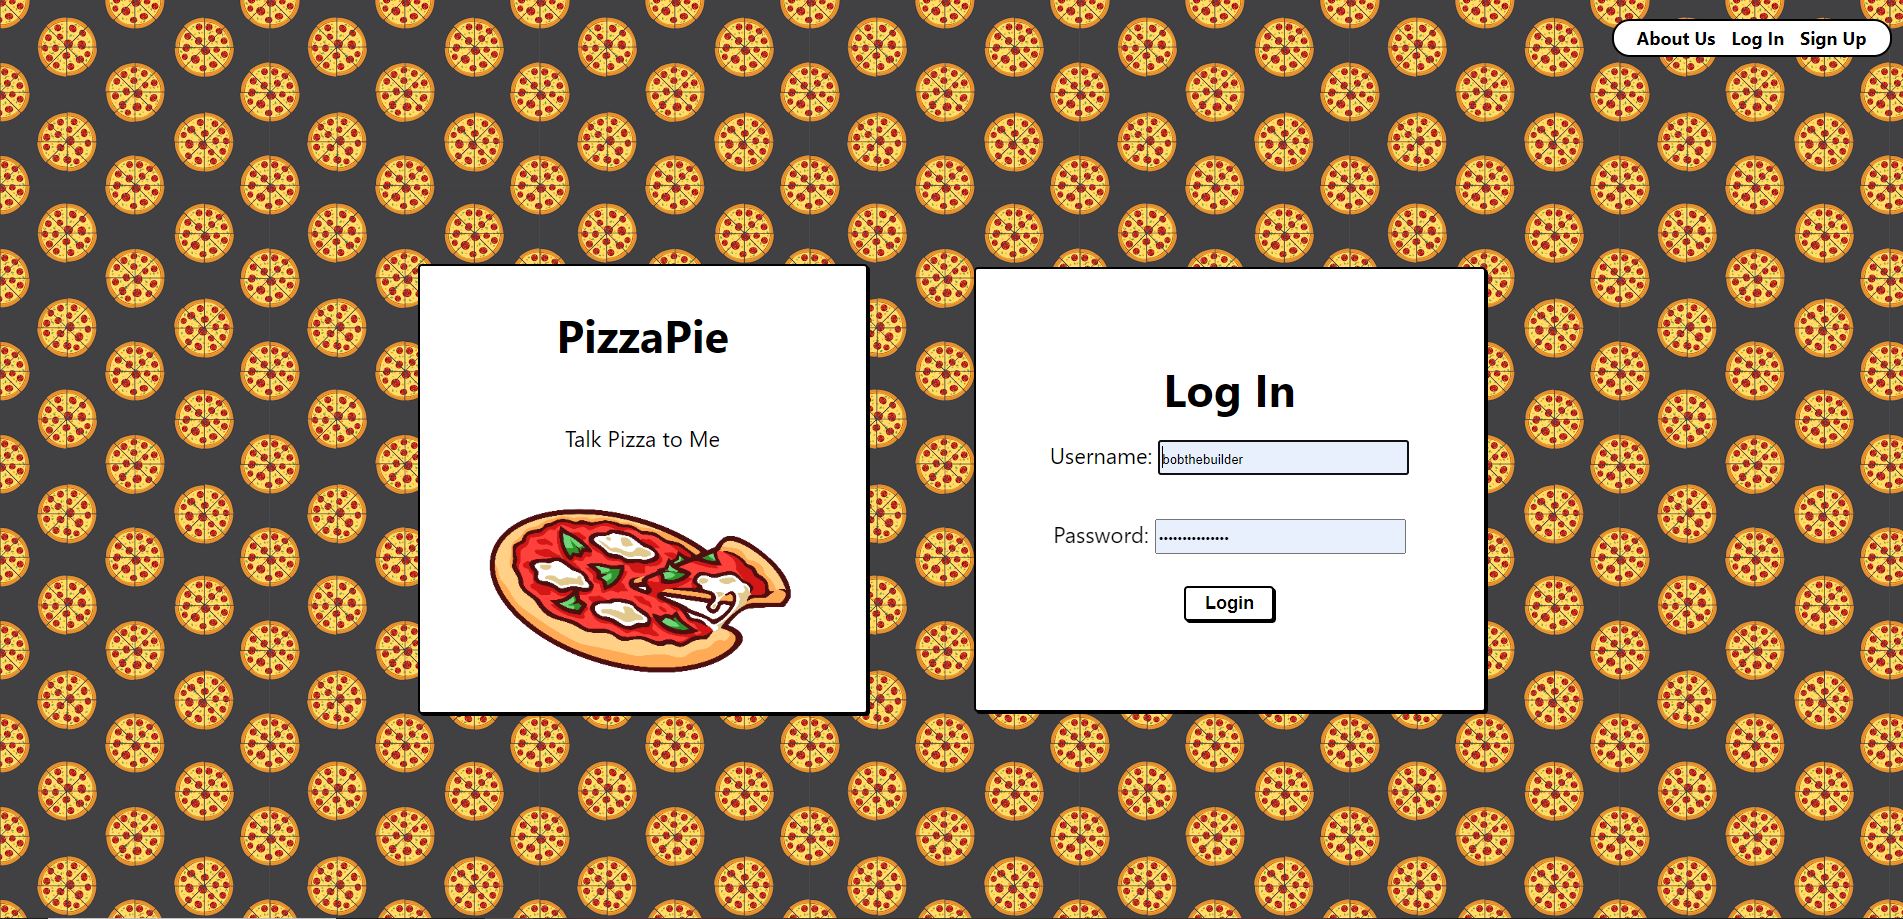 About Us Log In Sign Up
PizzaPie
Talk Pizza to Me
Log In
Username: bobthebuilder
Password: •••••••••••••••
Login